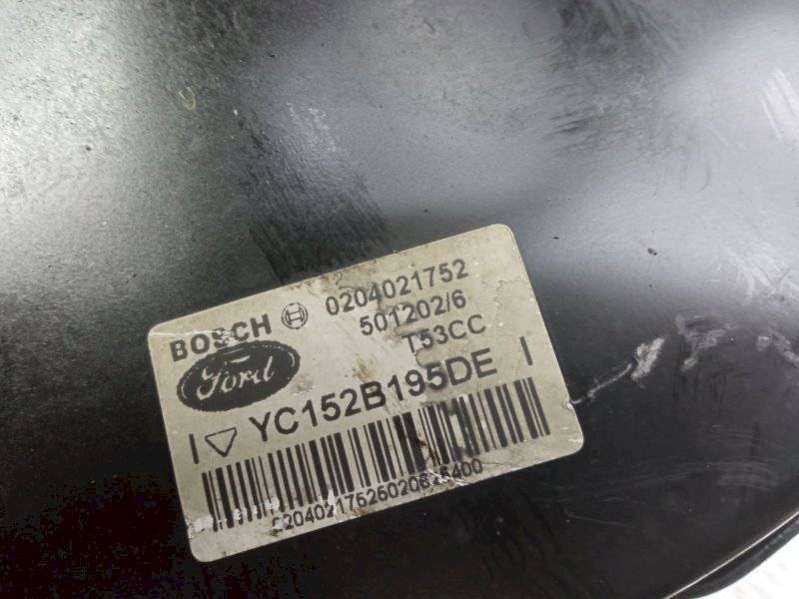 BOSCH 0204021752
501202/6
T53CC
Ford
I YC152B195DE I